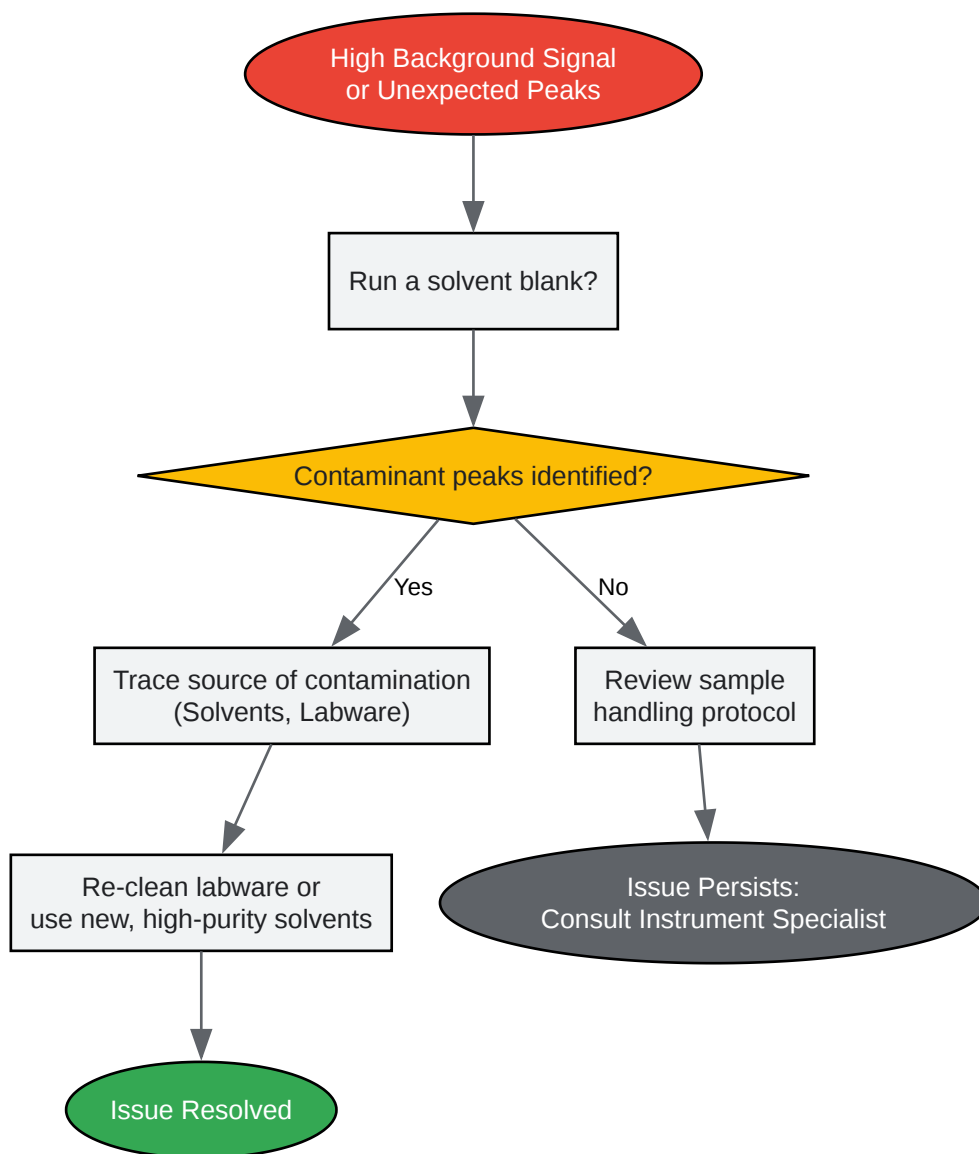 High Background Signal
or Unexpected Peaks
Run a solvent blank?
Contaminant peaks identified?
Yes
No
Trace source of contamination
(Solvents, Labware)
Review sample
handling protocol
Re-clean labware or
use new, high-purity solvents
Issue Persists:
Consult Instrument Specialist
Issue Resolved